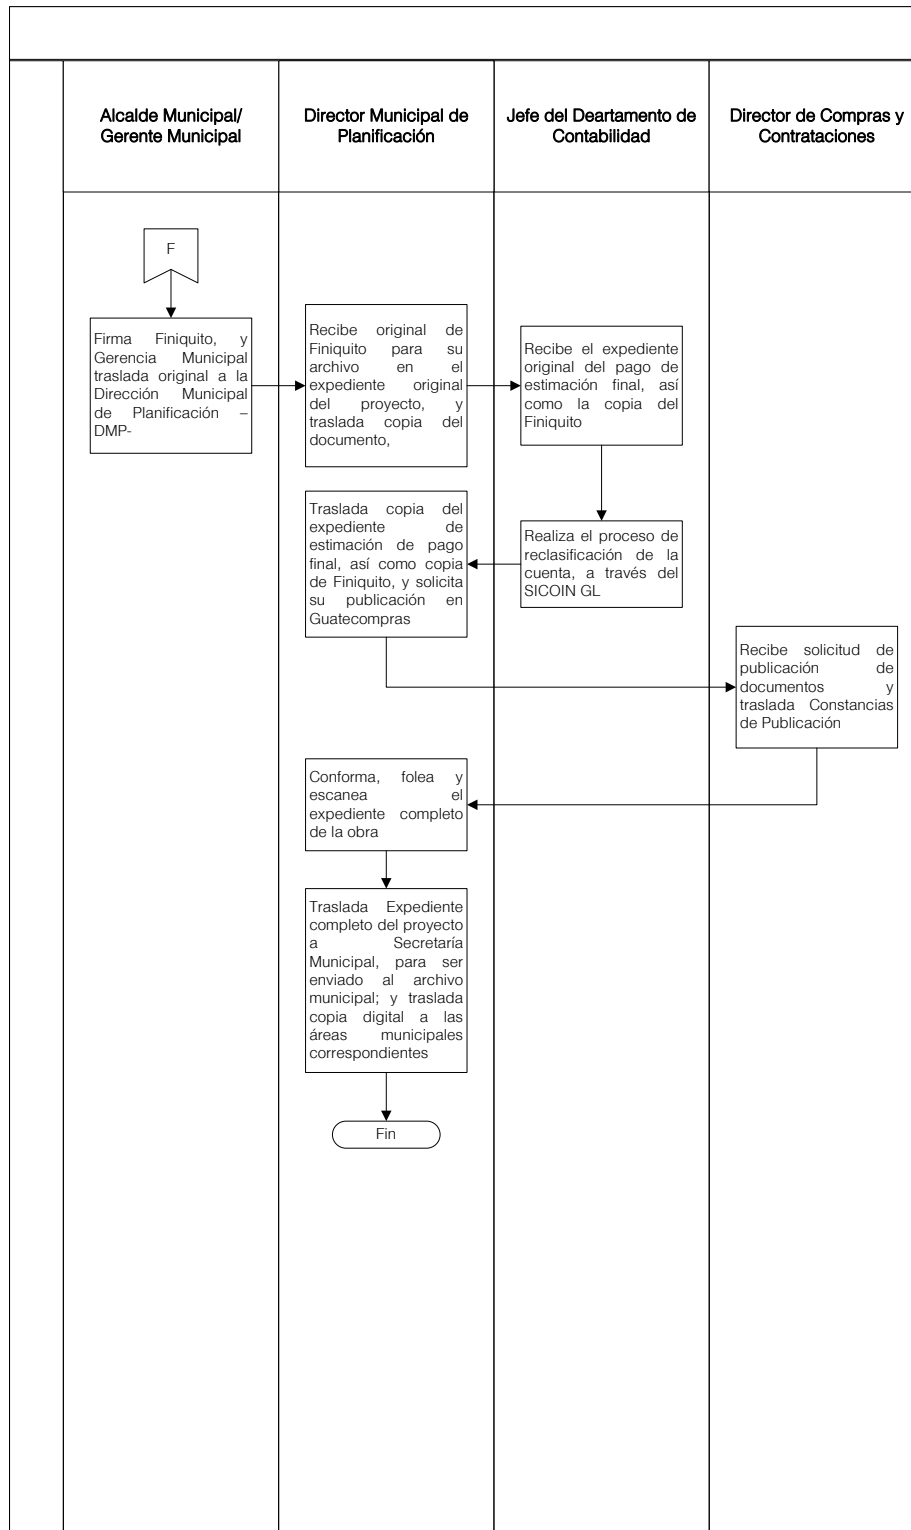 Alcalde Municipal/
Gerente Municipal
Director Municipal de
Planificación
Jefe del Deartamento de
Contabilidad
Director de Compras y
Contrataciones
F
Firma Finiquito, y
Gerencia Municipal
traslada original a la
Dirección Municipal
de Planificación –
DMP-
Recibe original de
Finiquito para su
archivo en el
expediente original
del proyecto, y
traslada copia del
documento,
Recibe el expediente
original del pago de
estimación final, así
como la copia del
Finiquito
Realiza el proceso de
reclasificación de la
cuenta, a través del
SICOIN GL
Traslada copia del
expediente de
estimación de pago
final, así como copia
de Finiquito, y solicita
su publicación en
Guatecompras
Recibe solicitud de
publicación de
documentos y
traslada Constancias
de Publicación
Conforma, folea y
escanea el
expediente completo
de la obra
Traslada Expediente
completo del proyecto
a Secretaría
Municipal, para ser
enviado al archivo
municipal; y traslada
copia digital a las
áreas municipales
correspondientes
Fin